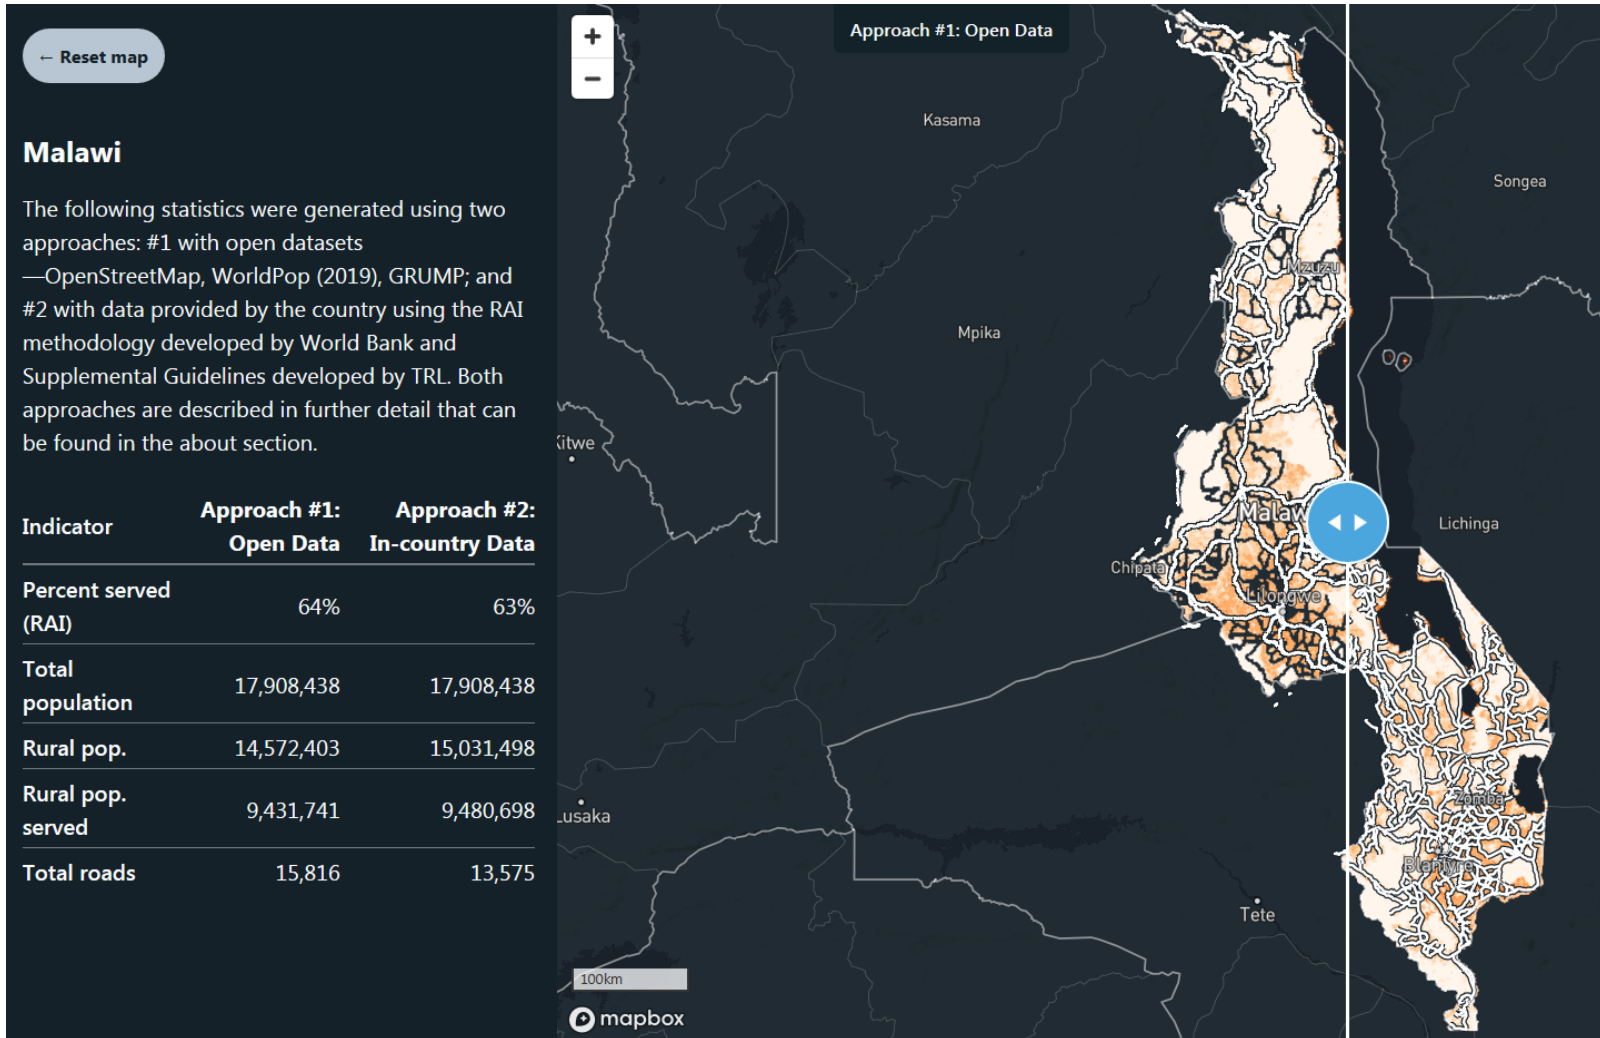 ← Reset map
Malawi
The following statistics were generated using two
approaches: #1 with open datasets
—OpenStreetMap, WorldPop (2019), GRUMP; and
#2 with data provided by the country using the RAI
methodology developed by World Bank and
Supplemental Guidelines developed by TRL. Both
approaches are described in further detail that can
be found in the about section.
Indicator Approach #1: Open Data Approach #2: In-country Data
Percent served (RAI) 64% 63%
Total population 17,908,438 17,908,438
Rural pop. 14,572,403 15,031,498
Rural pop. served 9,431,741 9,480,698
Total roads 15,816 13,575
+
−
Approach #1: Open Data
Kasama
Songea
Mzuzu
Mpika
Kitwe
Malaw
Lichinga
Chipata
Lilongwe
Zomba
Lusaka
Blantyre
Tete
100km
mapbox